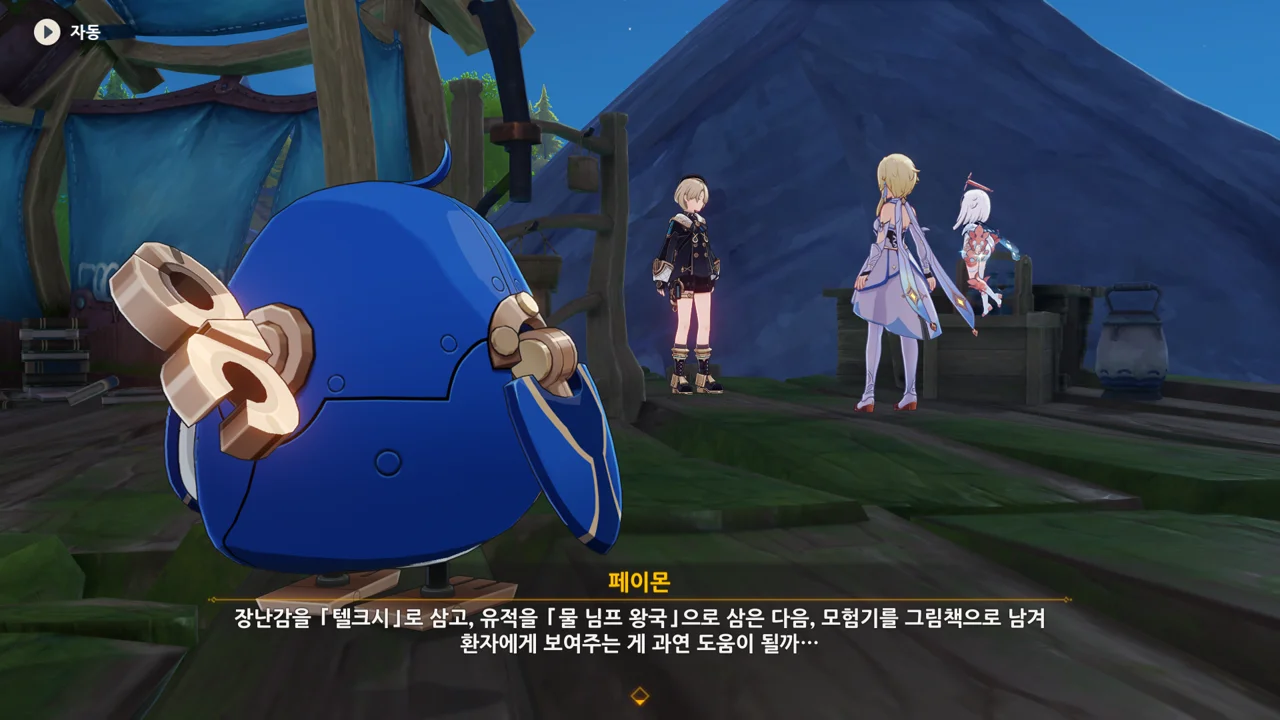 자동
페이몬
장난감을 「텔크시」로 삼고, 유적을 「물 님프 왕국」으로 삼은 다음, 모험기를 그림책으로 남겨
환자에게 보여주는 게 과연 도움이 될까…